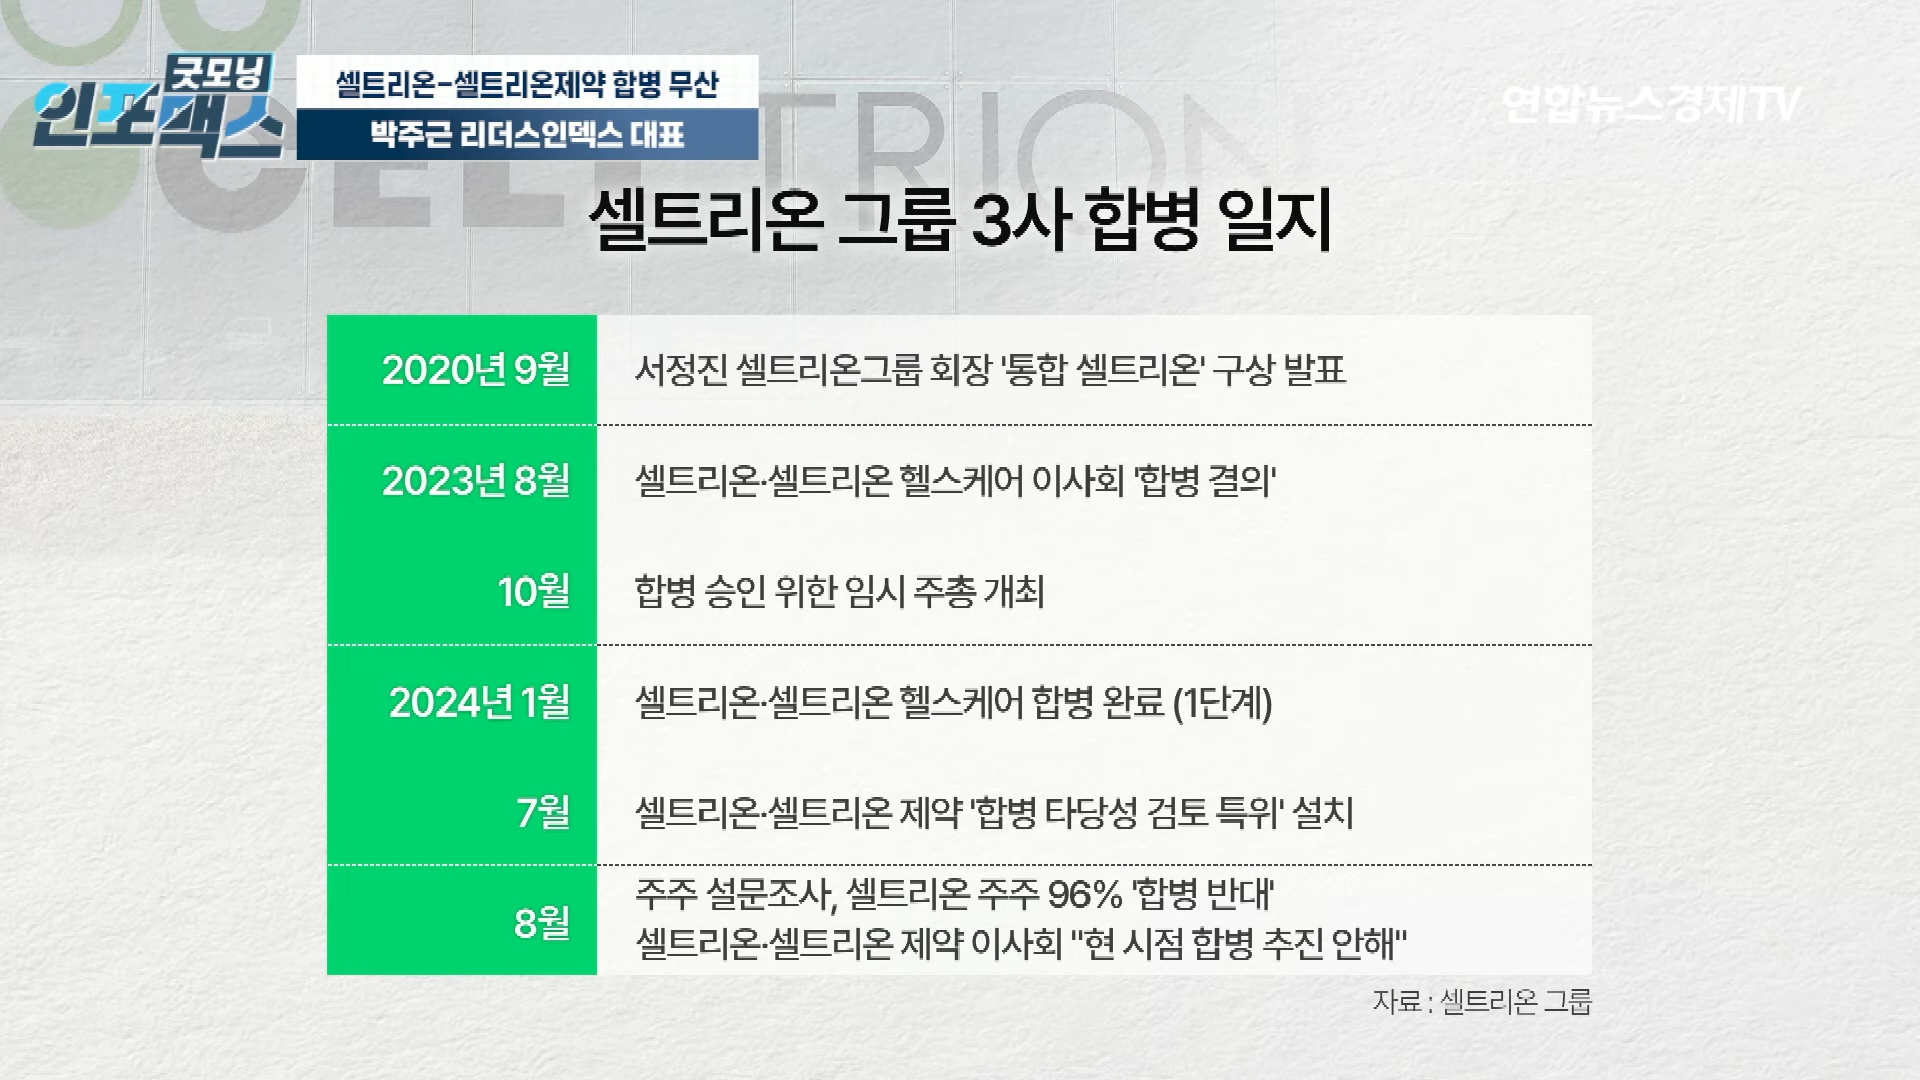 굿모닝
인포맥스
셀트리온-셀트리온제약 합병 무산
박주근 리더스인덱스 대표
연합뉴스경제TV
CELLTRION
셀트리온 그룹 3사 합병 일지
2020년 9월 서정진 셀트리온그룹 회장 '통합 셀트리온' 구상 발표
2023년 8월 셀트리온·셀트리온 헬스케어 이사회 '합병 결의'
10월 합병 승인 위한 임시 주총 개최
2024년 1월 셀트리온·셀트리온 헬스케어 합병 완료 (1단계)
7월 셀트리온·셀트리온 제약 '합병 타당성 검토 특위' 설치
8월 주주 설문조사, 셀트리온 주주 96% '합병 반대'
셀트리온·셀트리온 제약 이사회 "현 시점 합병 추진 안해"
자료 : 셀트리온 그룹